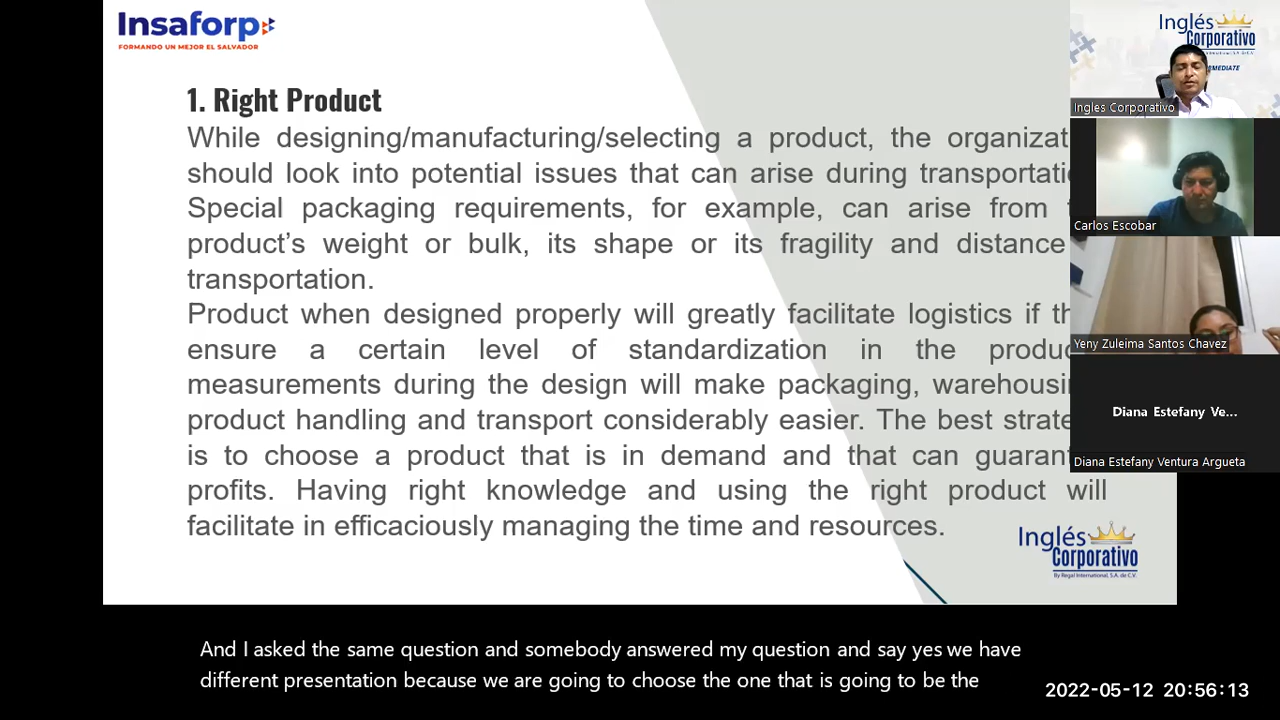 Insaforp
FORMANDO UN MEJOR EL SALVADOR
1. Right Product
While designing/manufacturing/selecting a product, the organizati
should look into potential issues that can arise during transportatio
Special packaging requirements, for example, can arise from t
product's weight or bulk, its shape or its fragility and distance
transportation.
Product when designed properly will greatly facilitate logistics if th
ensure a certain level of standardization in the produc
measurements during the design will make packaging, warehousin
product handling and transport considerably easier. The best strate
is to choose a product that is in demand and that can guarant
profits. Having right knowledge and using the right product will
facilitate in efficaciously managing the time and resources.
Inglés
Corporativo
By Regal International, S.A. de C.V.
Inglés
Corporativo
Ingles Corporativo
Carlos Escobar
Yeny Zuleima Santos Chavez
Diana Estefany Ve...
Diana Estefany Ventura Argueta
And I asked the same question and somebody answered my question and say yes we have
different presentation because we are going to choose the one that is going to be the
2022-05-12 20:56:13